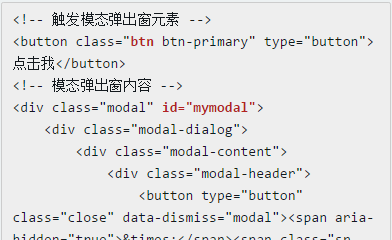 <!-- 触发模态弹出窗元素 -->
<button class="btn btn-primary" type="button">
点击我</button>
<!-- 模态弹出窗内容 -->
<div class="modal" id="mymodal">
<div class="modal-dialog">
<div class="modal-content">
<div class="modal-header">
<button type="button"
class="close" data-dismiss="modal"><span aria-
hidden="true">&times;</span><span class="sp